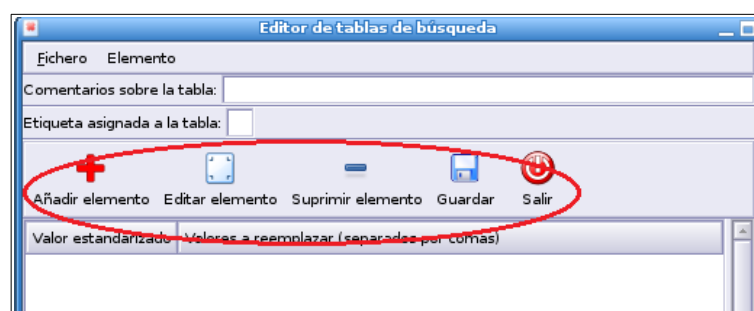 Editor de tablas de búsqueda
Fichero Elemento
Comentarios sobre la tabla:
Etiqueta asignada a la tabla:
Añadir elemento Editar elemento Suprimir elemento Guardar Salir
Valor estandarizado Valores a reemplazar (separados por comas)